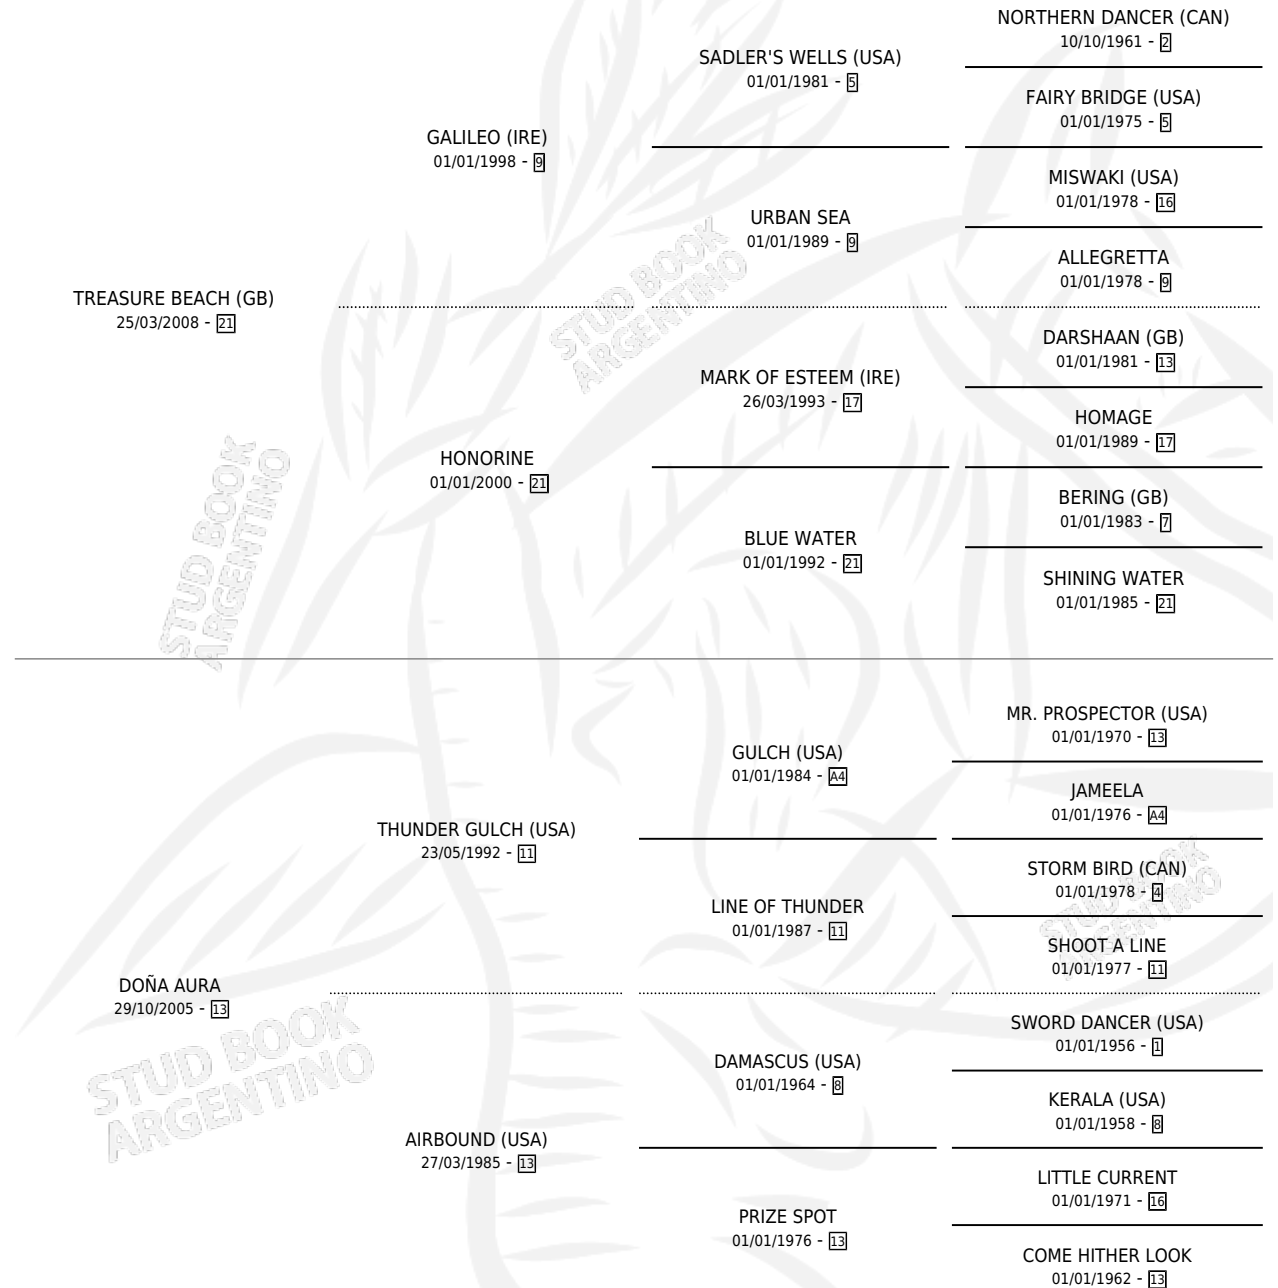 NORTHERN DANCER (CAN)
10/10/1961 - 2
SADLER'S WELLS (USA)
01/01/1981 - 5
FAIRY BRIDGE (USA)
01/01/1975 - 5
GALILEO (IRE)
01/01/1998 - 9
MISWAKI (USA)
01/01/1978 - 16
URBAN SEA
01/01/1989 - 9
ALLEGRETTA
01/01/1978 - 9
TREASURE BEACH (GB)
25/03/2008 - 21
STUD BOOK
ARGENTINO
DARSHAAN (GB)
01/01/1981 - 13
MARK OF ESTEEM (IRE)
26/03/1993 - 17
HOMAGE
01/01/1989 - 17
HONORINE
01/01/2000 - 21
BERING (GB)
01/01/1983 - 7
BLUE WATER
01/01/1992 - 21
SHINING WATER
01/01/1985 - 21
STUD BOOK
ARGENTINO
MR. PROSPECTOR (USA)
01/01/1970 - 13
GULCH (USA)
01/01/1984 - A4
JAMEELA
01/01/1976 - A4
THUNDER GULCH (USA)
23/05/1992 - 11
STORM BIRD (CAN)
01/01/1978 - 4
LINE OF THUNDER
01/01/1987 - 11
SHOOT A LINE
01/01/1977 - 11
STUD BOOK
ARGENTINO
DOÑA AURA
29/10/2005 - 13
SWORD DANCER (USA)
01/01/1956 - 1
DAMASCUS (USA)
01/01/1964 - 8
KERALA (USA)
01/01/1958 - 8
STUD BOOK
ARGENTINO
AIRBOUND (USA)
27/03/1985 - 13
LITTLE CURRENT
01/01/1971 - 16
PRIZE SPOT
01/01/1976 - 13
COME HITHER LOOK
01/01/1962 - 13